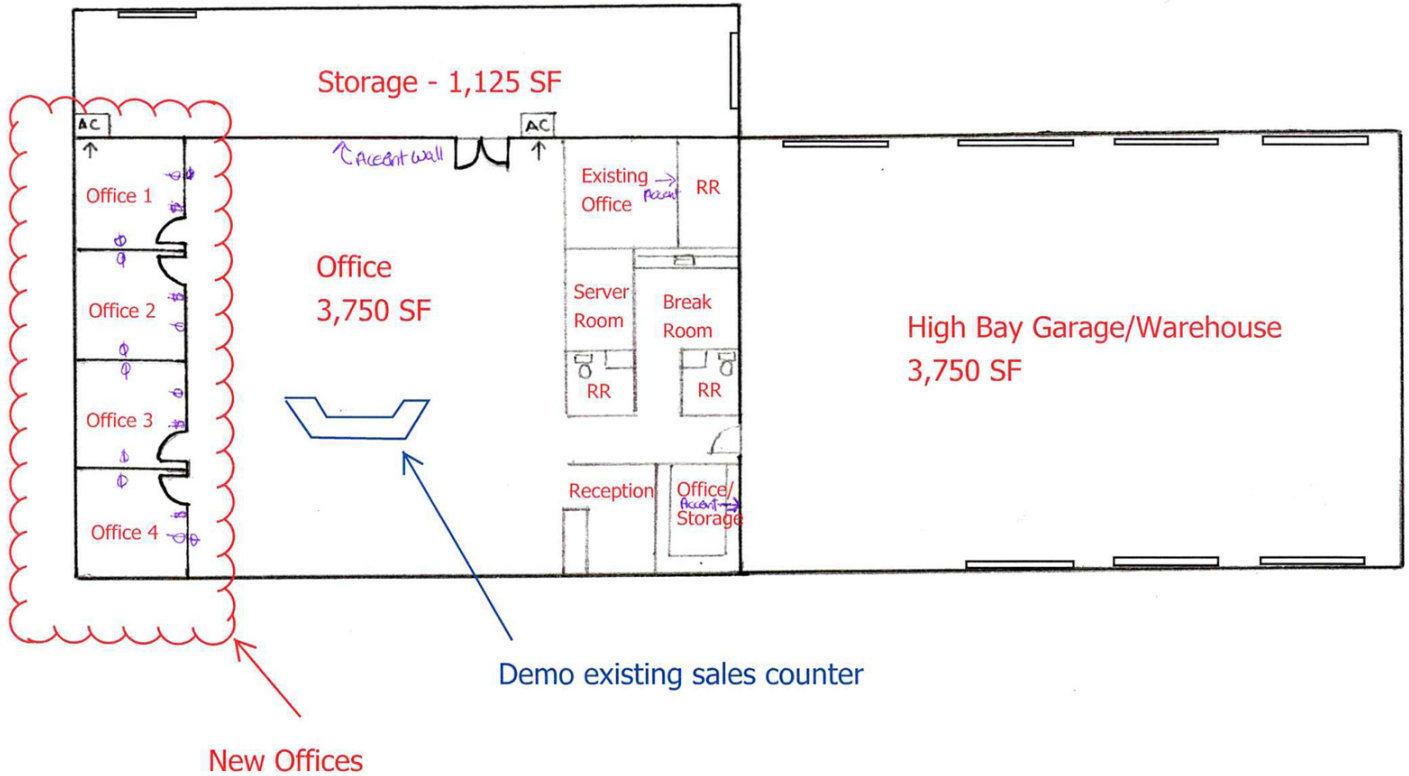 Storage - 1,125 SF
AC
AC
Accent Wall
Office 1
Existing
Office
Accent
RR
Office
3,750 SF
Office 2
Server
Room
Break
Room
High Bay Garage/Warehouse
3,750 SF
RR
RR
Office 3
Reception
Office/
Accent
Storage
Office 4
Demo existing sales counter
New Offices